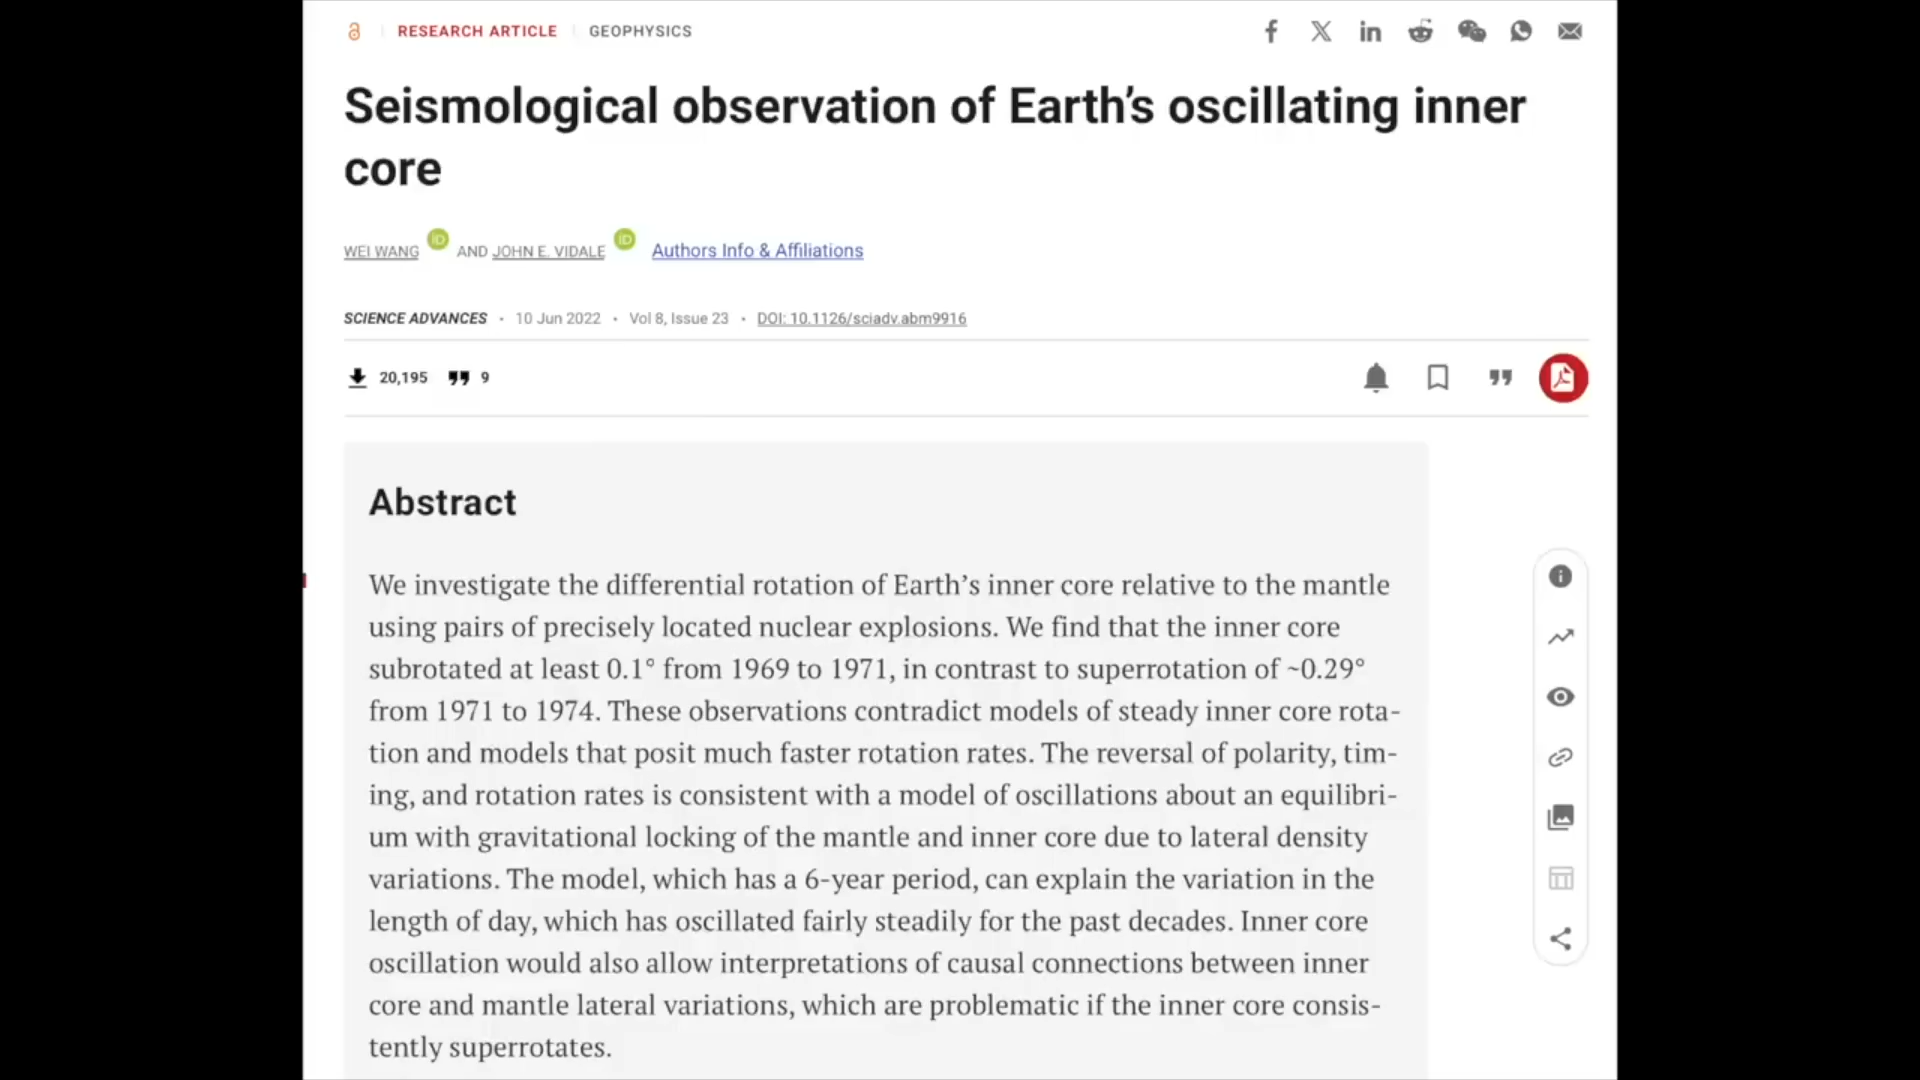 RESEARCH ARTICLE GEOPHYSICS
Seismological observation of Earth’s oscillating inner
core
WEI WANG iD AND JOHN E. VIDALE iD Authors Info & Affiliations
SCIENCE ADVANCES • 10 Jun 2022 • Vol 8, Issue 23 • DOI: 10.1126/sciadv.abm9916
20,195 9
Abstract
We investigate the differential rotation of Earth’s inner core relative to the mantle
using pairs of precisely located nuclear explosions. We find that the inner core
subrotated at least 0.1° from 1969 to 1971, in contrast to superrotation of ~0.29°
from 1971 to 1974. These observations contradict models of steady inner core rota-
tion and models that posit much faster rotation rates. The reversal of polarity, tim-
ing, and rotation rates is consistent with a model of oscillations about an equilibri-
um with gravitational locking of the mantle and inner core due to lateral density
variations. The model, which has a 6-year period, can explain the variation in the
length of day, which has oscillated fairly steadily for the past decades. Inner core
oscillation would also allow interpretations of causal connections between inner
core and mantle lateral variations, which are problematic if the inner core consis-
tently superrotates.